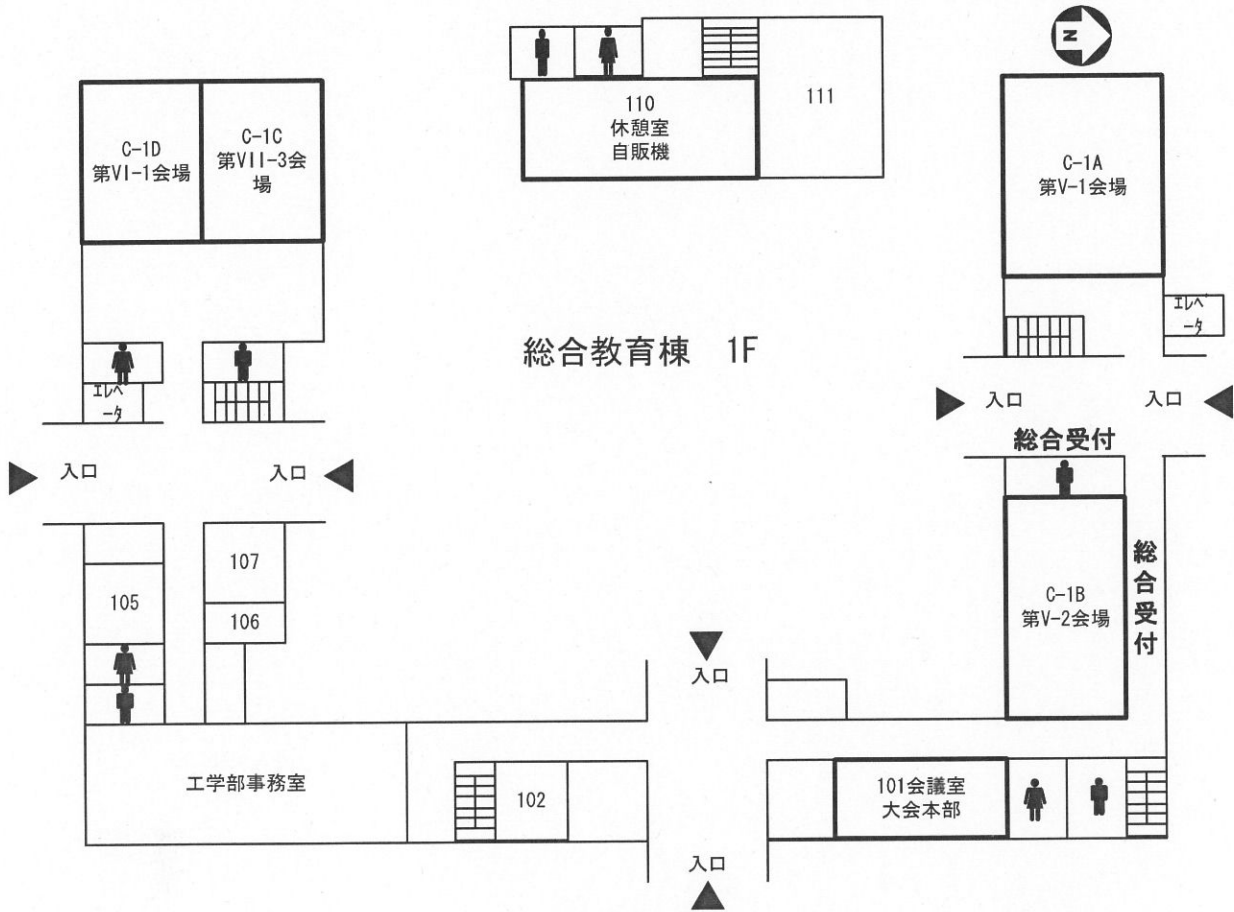 N
110
休憩室
自販機
111
C-1D
第VI-1会場
C-1C
第VII-3会
場
C-1A
第V-1会場
エレベ
ータ
総合教育棟 1F
エレベ
ータ
入口
入口
総合受付
入口
入口
107
105
106
C-1B
第V-2会場
総合受付
入口
工学部事務室
102
101会議室
大会本部
入口